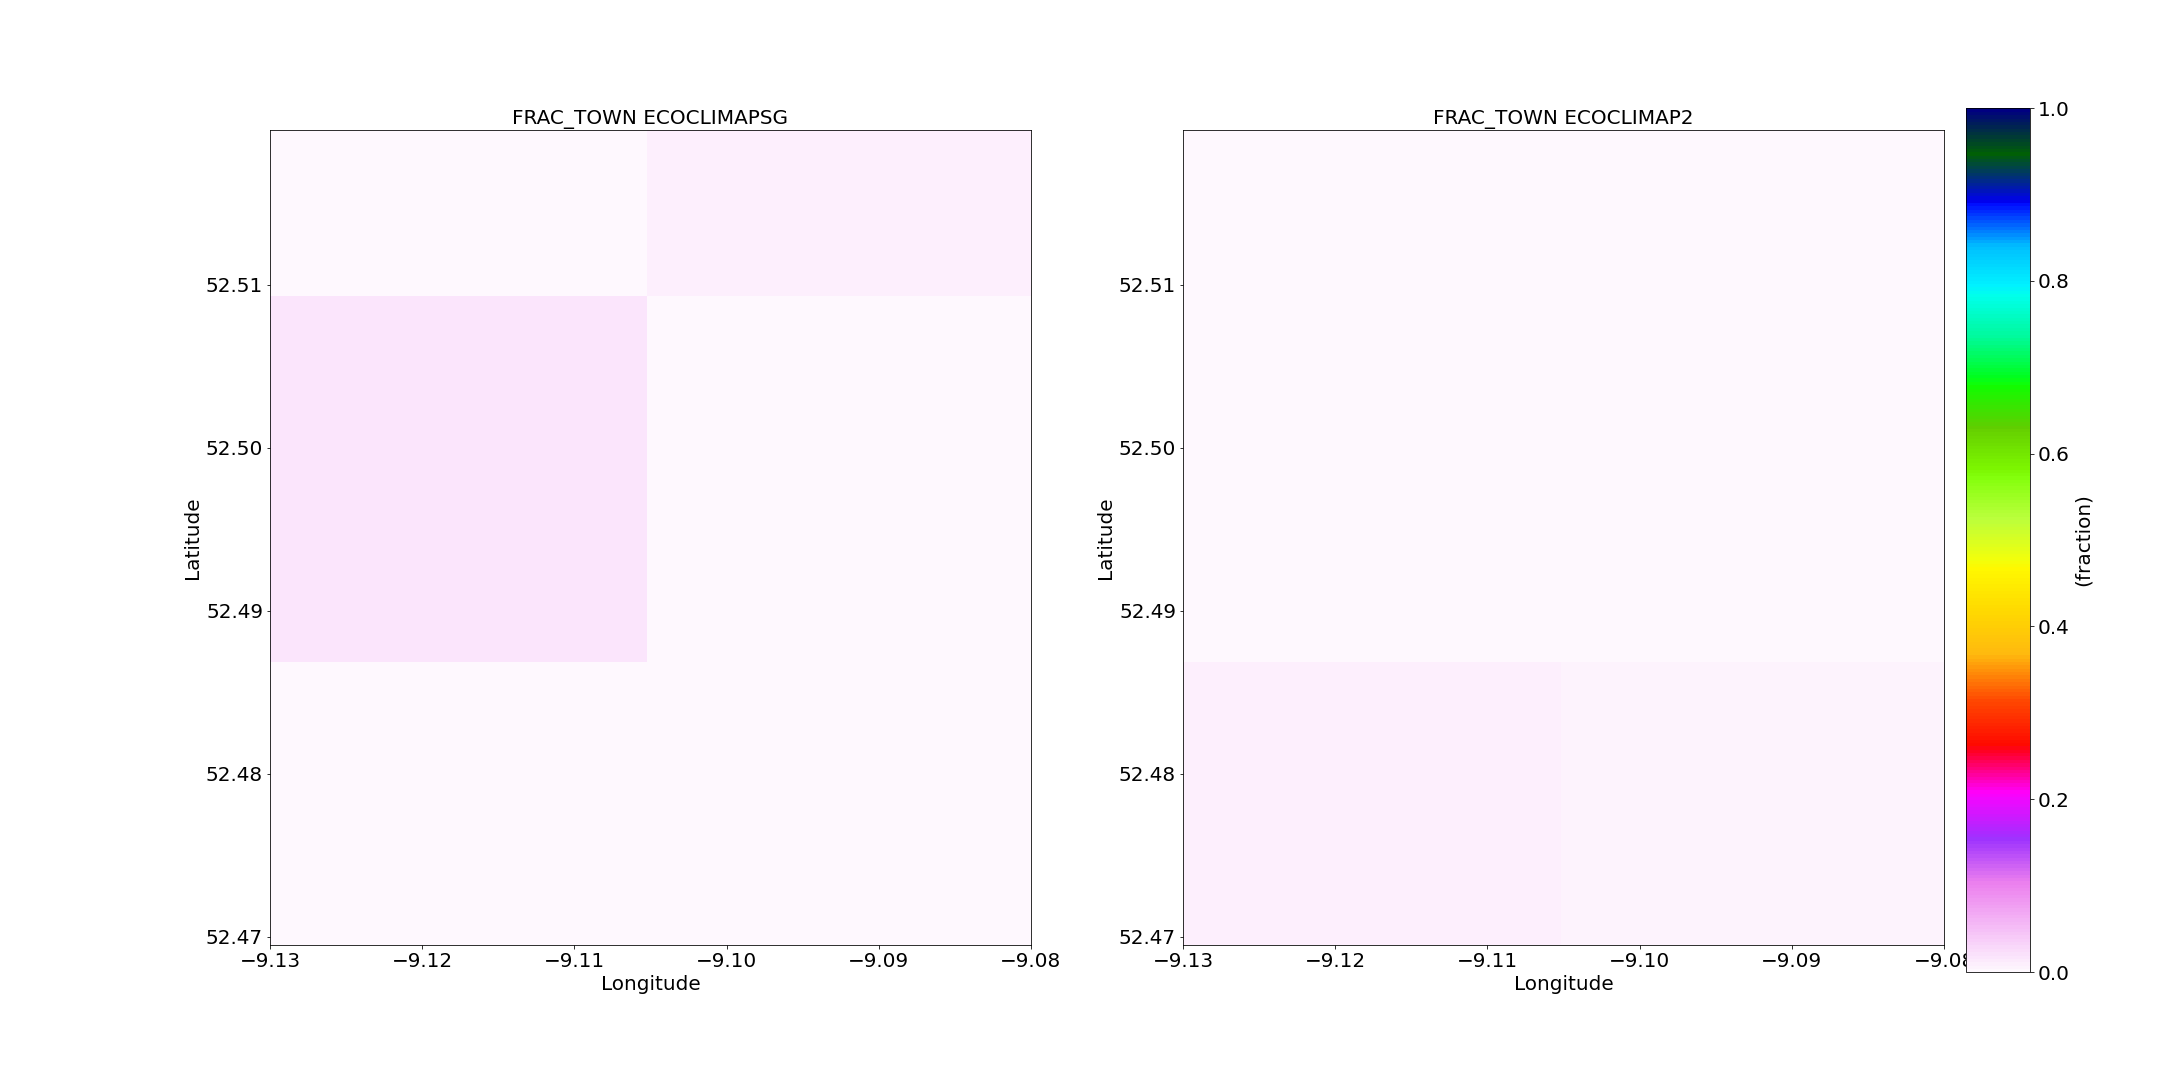 FRAC_TOWN ECOCLIMAPSG
52.51
52.50
52.49
52.48
52.47
Latitude
−9.13 −9.12 −9.11 −9.10 −9.09 −9.08
Longitude
FRAC_TOWN ECOCLIMAP2
52.51
52.50
52.49
52.48
52.47
Latitude
−9.13 −9.12 −9.11 −9.10 −9.09 −9.08
Longitude
1.0
0.8
0.6
0.4
0.2
0.0
(fraction)